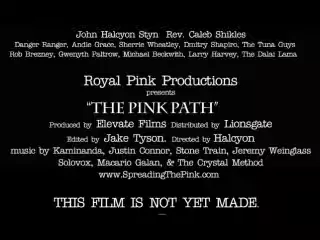 John Halcyon Styn  Rev. Caleb Shikles
Danger Ranger, Andie Grace, Sherrie Wheatley, Dmitry Shapiro, The Tuna Guys
Rob Brezney, Gwenyth Paltrow, Michael Beckwith, Larry Harvey, The Dalai Lama
Royal Pink Productions
presents
"THE PINK PATH"
Produced by Elevate Films Distributed by Lionsgate
Edited by Jake Tyson. Directed by Halcyon
music by Kaminanda, Justin Connor, Stone Train, Jeremy Weinglass
Solovox, Macario Galan, & The Crystal Method
www.SpreadingThePink.com
THIS FILM IS NOT YET MADE.